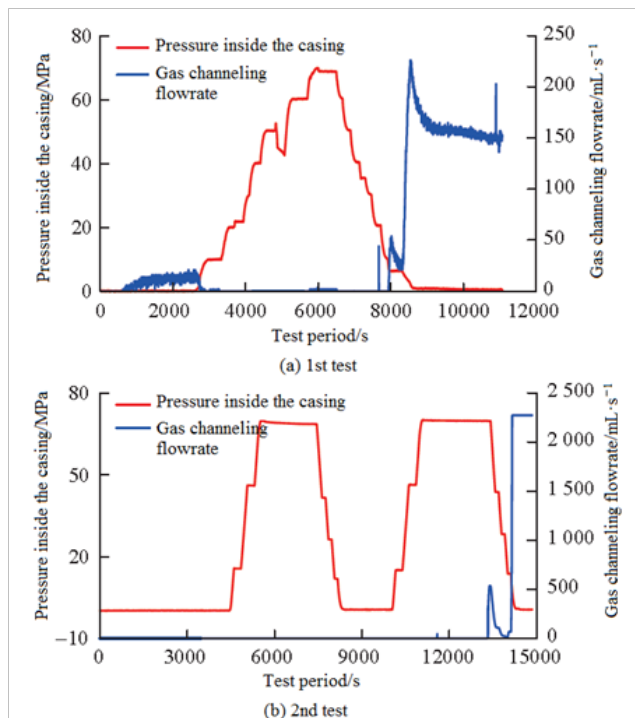 80
250
Pressure inside the casing
Gas channeling
flowrate
60
200
150
40
100
20
50
0
0
Pressure inside the casing/MPa
Gas channeling flowrate/mL·s⁻¹
0 2000 4000 6000 8000 10000 12000
Test period/s
(a) 1st test
80
2 500
Pressure inside the casing
Gas channeling
flowrate
2 000
50
1 500
1 000
20
500
−10
0
Pressure inside the casing/MPa
Gas channeling flowrate/mL·s⁻¹
0 3000 6000 9000 12000 15000
Test period/s
(b) 2nd test